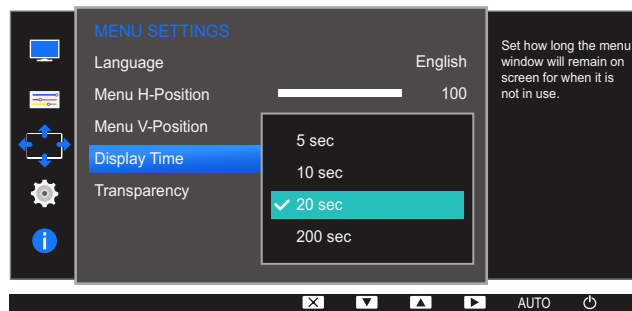 MENU SETTINGS
Language English
Menu H-Position 100
Menu V-Position
Display Time
Transparency
5 sec
10 sec
20 sec
200 sec
Set how long the menu
window will remain on
screen for when it is
not in use.
AUTO